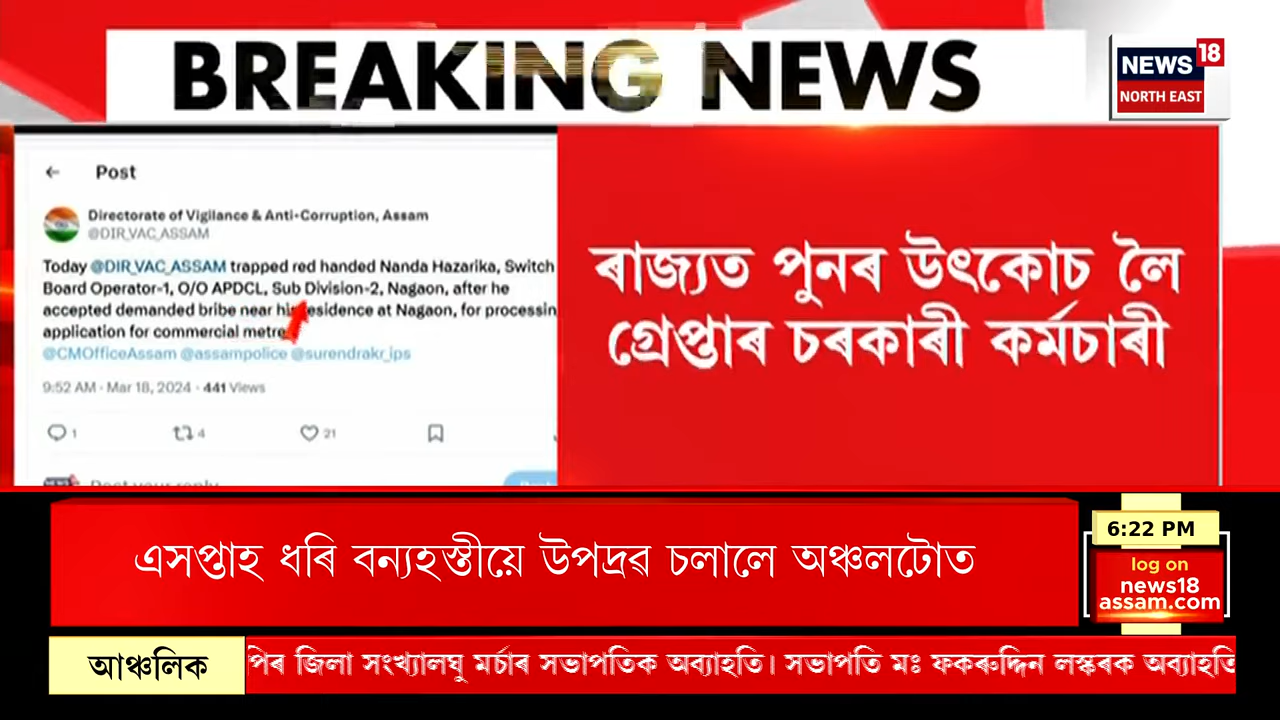 BREAKING NEWS
NEWS 18
NORTH EAST
Post
Directorate of Vigilance & Anti-Corruption, Assam
@DIR_VAC_ASSAM
Today @DIR_VAC_ASSAM trapped red handed Nanda Hazarika, Switch
Board Operator-1, O/O APDCL, Sub Division-2, Nagaon, after he
accepted demanded bribe near his residence at Nagaon, for processin
application for commercial metre
@CMOfficeAssam @assampolice @surendrakr_ips
9:52 AM · Mar 18, 2024 · 441 Views
1 4 21
ৰাজ্যত পুনৰ উৎকোচ লৈ
গ্ৰেপ্তাৰ চৰকাৰী কৰ্মচাৰী
এসপ্তাহ ধৰি বন্যহস্তীয়ে উপদ্ৰৱ চলালে অঞ্চলটোত
6:22 PM
log on
news18
assam.com
আঞ্চলিক
পিৰ জিলা সংখ্যালঘু মৰ্চাৰ সভাপতিক অব্যাহতি। সভাপতি মঃ ফকৰুদ্দিন লস্কৰক অব্যাহতি